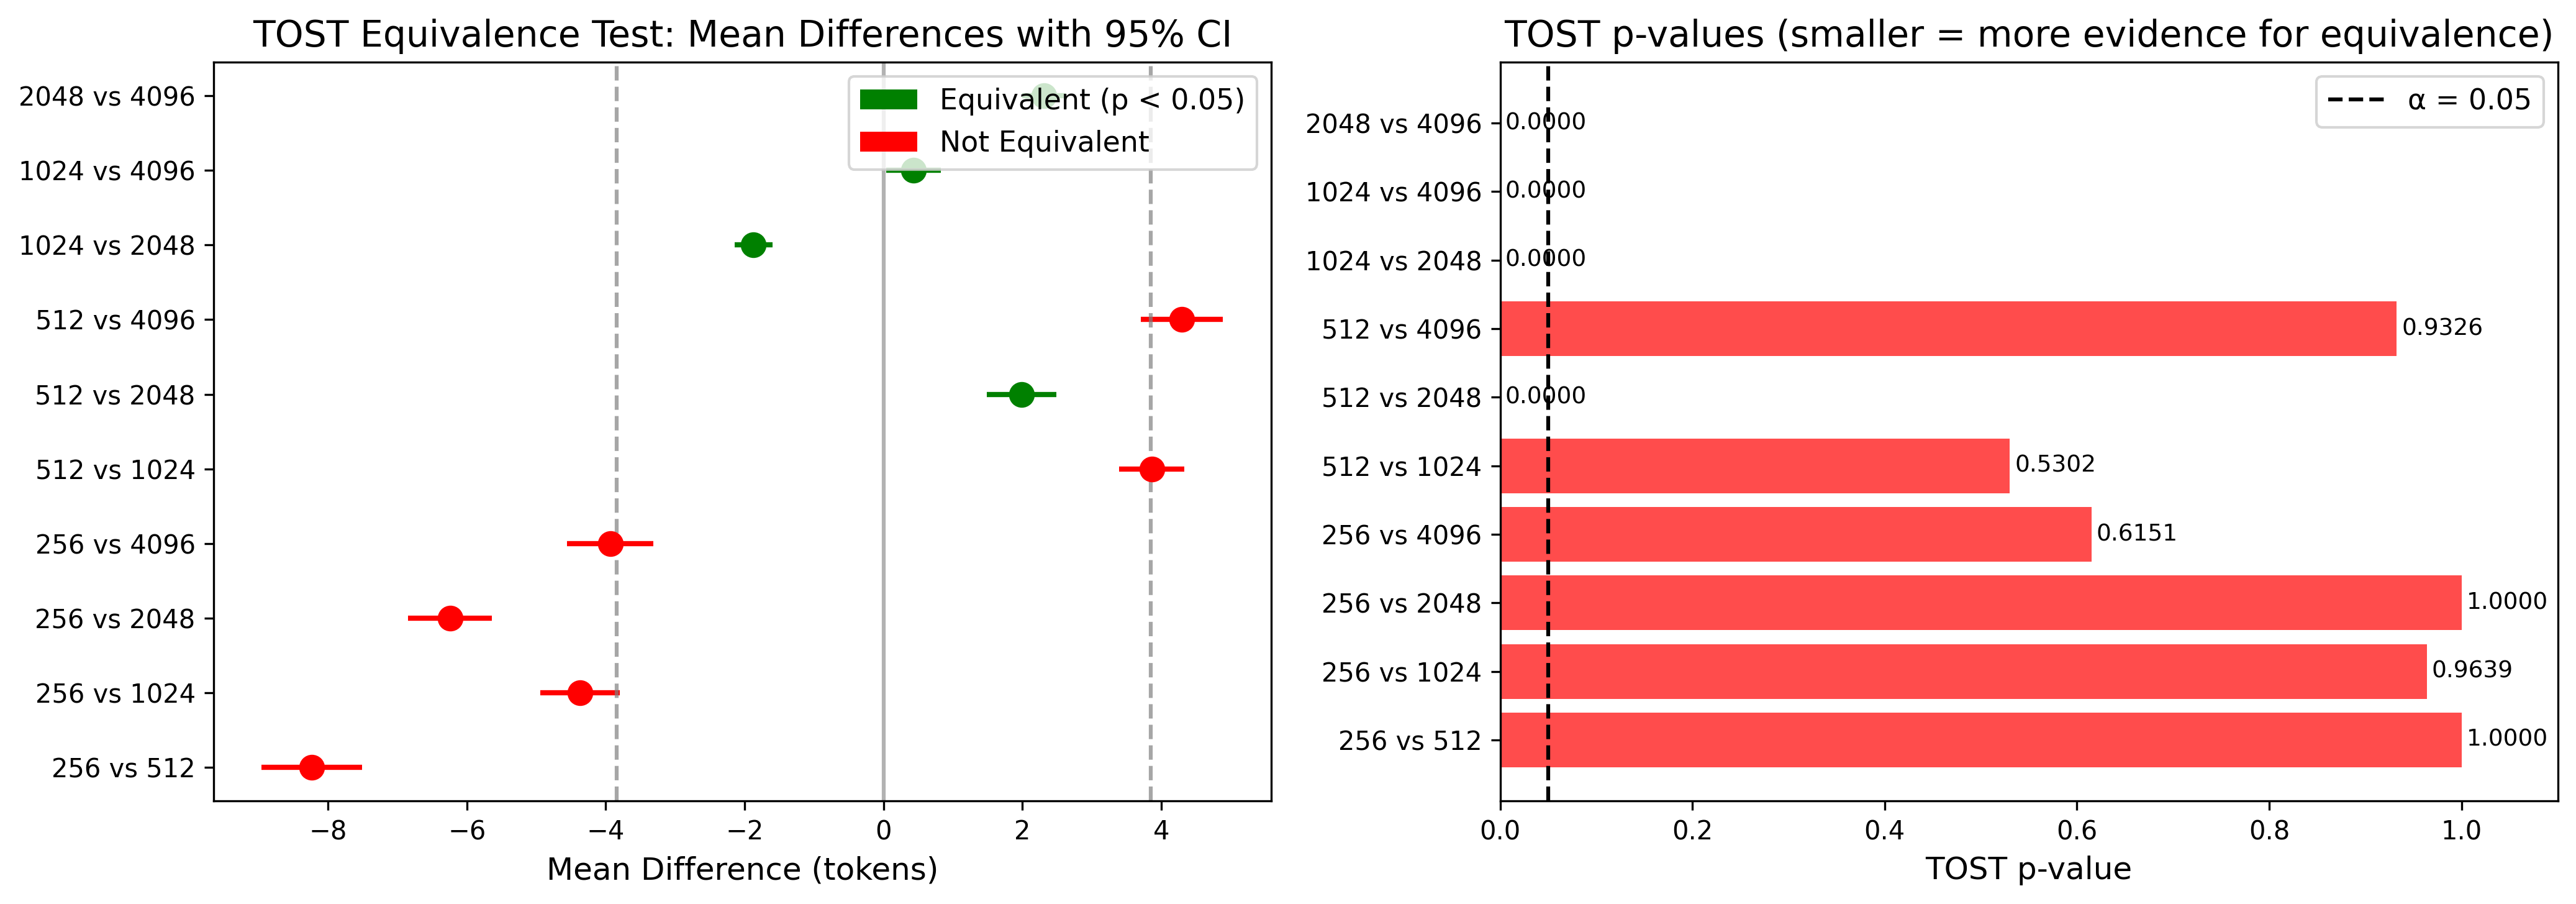 TOST Equivalence Test: Mean Differences with 95% CI
2048 vs 4096
1024 vs 4096
1024 vs 2048
512 vs 4096
512 vs 2048
512 vs 1024
256 vs 4096
256 vs 2048
256 vs 1024
256 vs 512
Equivalent (p < 0.05)
Not Equivalent
−8 −6 −4 −2 0 2 4
Mean Difference (tokens)
TOST p-values (smaller = more evidence for equivalence)
α = 0.05
2048 vs 4096 0.0000
1024 vs 4096 0.0000
1024 vs 2048 0.0000
512 vs 4096 0.9326
512 vs 2048 0.0000
512 vs 1024 0.5302
256 vs 4096 0.6151
256 vs 2048 1.0000
256 vs 1024 0.9639
256 vs 512 1.0000
0.0 0.2 0.4 0.6 0.8 1.0
TOST p-value